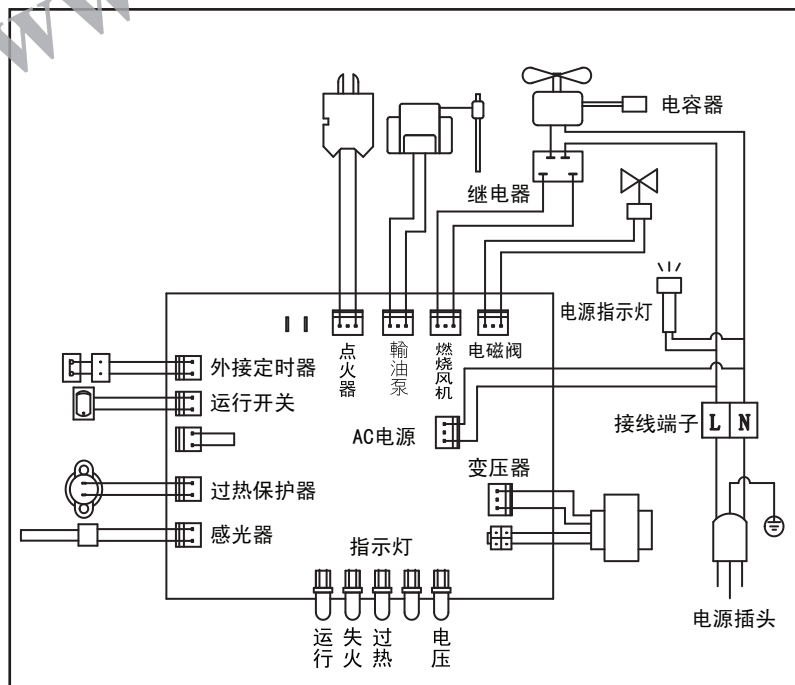 www
电容器
继电器
电源指示灯
点火器
輸油泵
燃烧风机
电磁阀
外接定时器
运行开关
AC电源
接线端子
L N
变压器
过热保护器
感光器
指示灯
运行
失火
过热
电压
电源插头